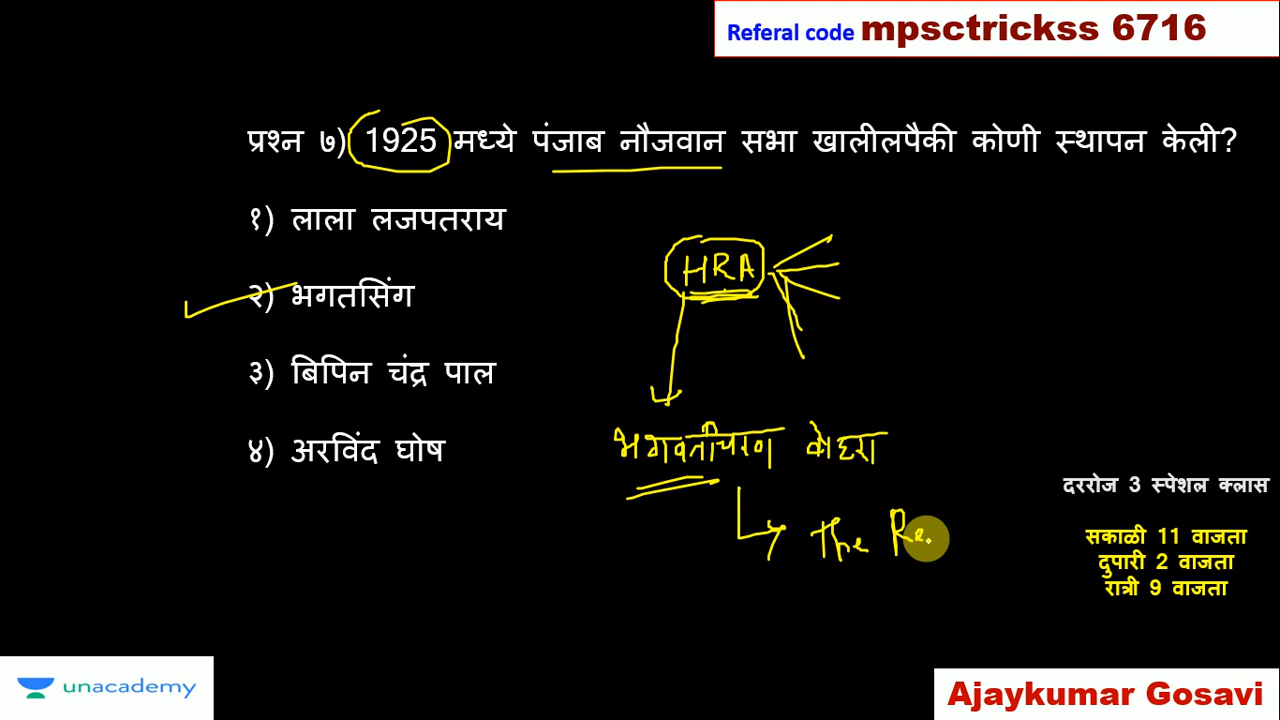 Referal code mpsctrickss 6716
प्रश्न ७) 1925 मध्ये पंजाब नौजवान सभा खालीलपैकी कोणी स्थापन केली?
१) लाला लजपतराय
२) भगतसिंग
३) बिपिन चंद्र पाल
४) अरविंद घोष
HRA
भगवतीचरण वोहरा
The Re
दररोज 3 स्पेशल क्लास
सकाळी 11 वाजता
दुपारी 2 वाजता
रात्री 9 वाजता
unacademy
Ajaykumar Gosavi